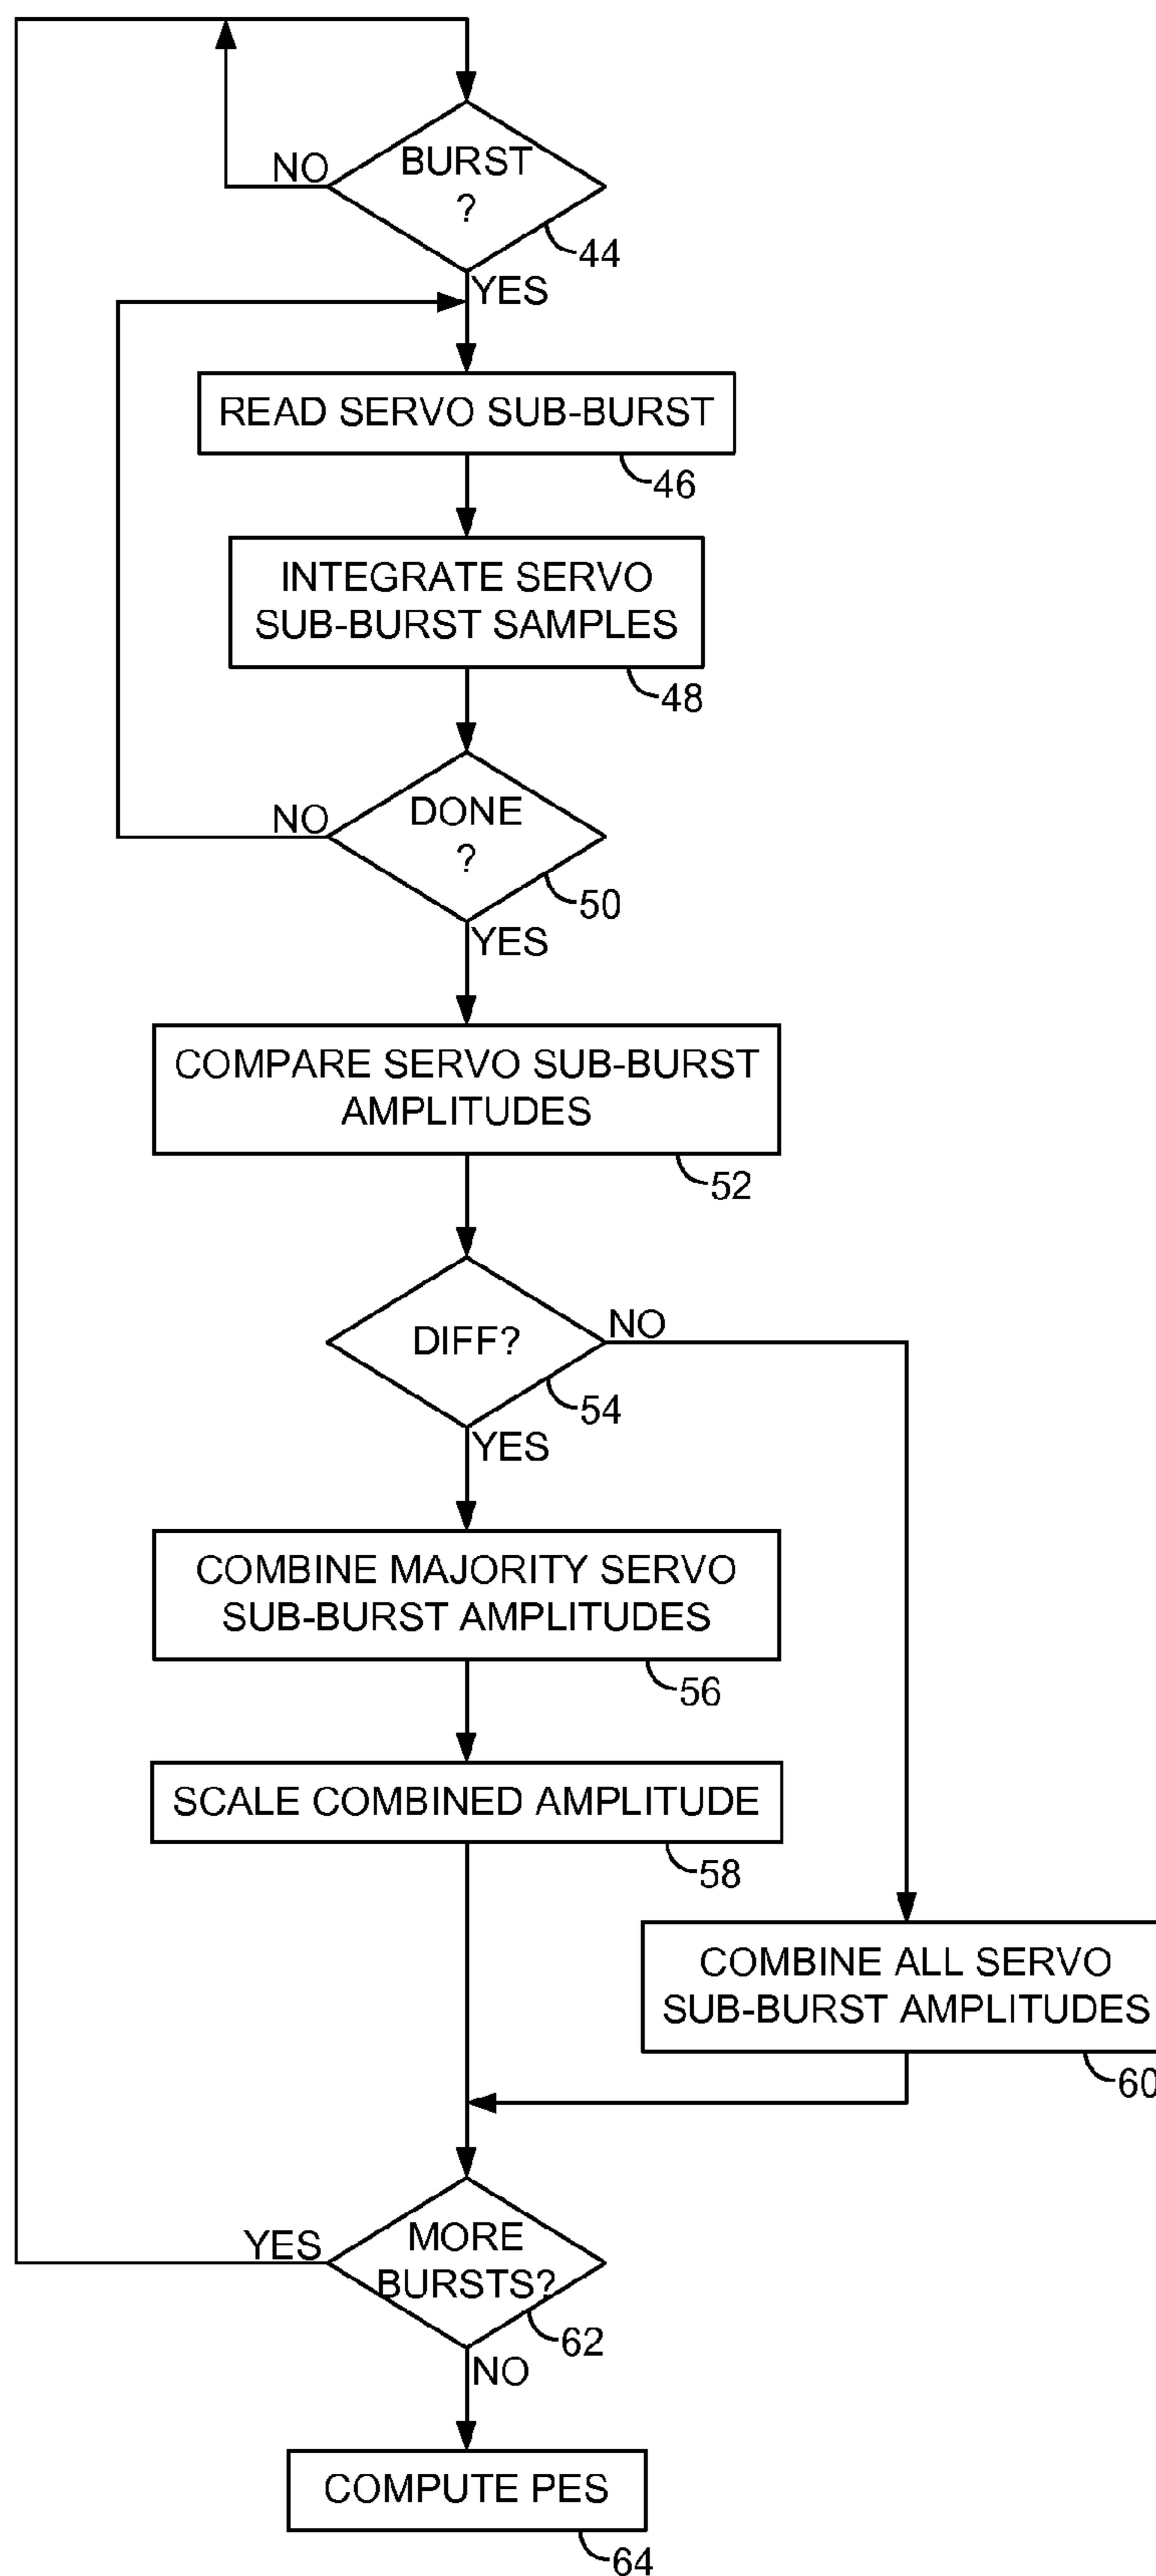 NO
BURST
?
44
YES
READ SERVO SUB-BURST
46
INTEGRATE SERVO
SUB-BURST SAMPLES
48
NO
DONE
?
50
YES
COMPARE SERVO SUB-BURST
AMPLITUDES
52
DIFF?
NO
54
YES
COMBINE MAJORITY SERVO
SUB-BURST AMPLITUDES
56
SCALE COMBINED AMPLITUDE
58
COMBINE ALL SERVO
SUB-BURST AMPLITUDES
60
YES
MORE
BURSTS?
62
NO
COMPUTE PES
64